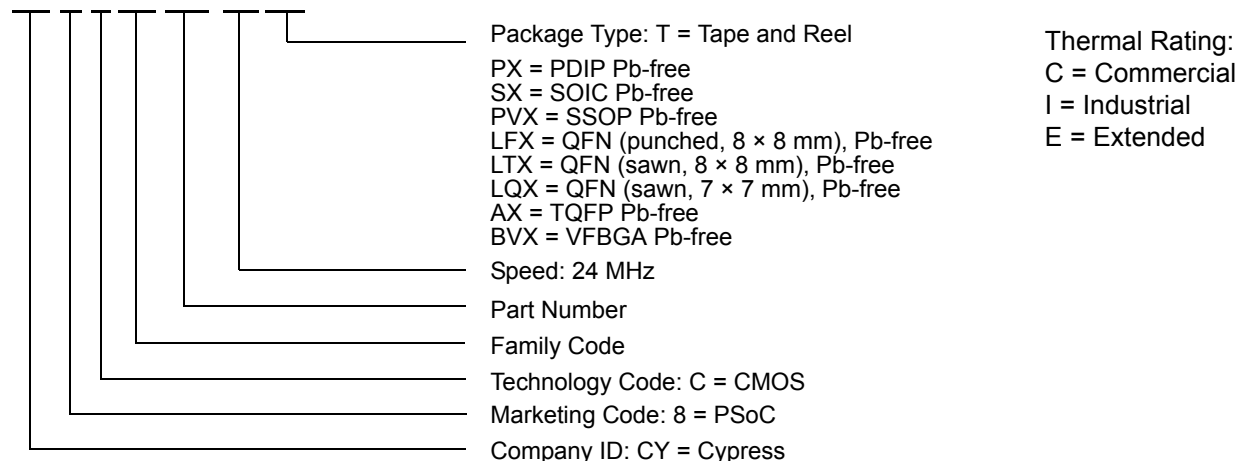 Package Type: T = Tape and Reel
PX = PDIP Pb-free
SX = SOIC Pb-free
PVX = SSOP Pb-free
LFX = QFN (punched, 8 × 8 mm), Pb-free
LTX = QFN (sawn, 8 × 8 mm), Pb-free
LQX = QFN (sawn, 7 × 7 mm), Pb-free
AX = TQFP Pb-free
BVX = VFBGA Pb-free
Speed: 24 MHz
Part Number
Family Code
Technology Code: C = CMOS
Marketing Code: 8 = PSoC
Company ID: CY = Cypress
Thermal Rating:
C = Commercial
I = Industrial
E = Extended